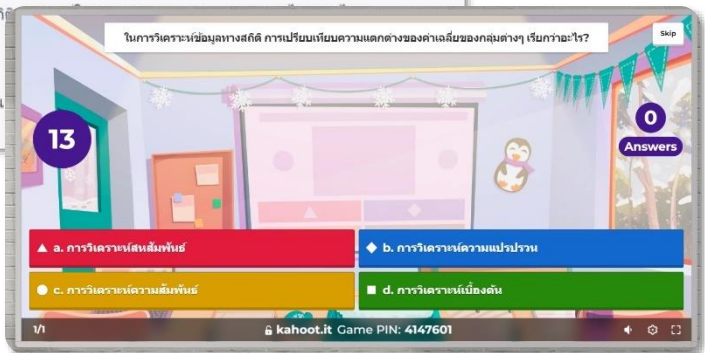 ในการวิเคราะห์ข้อมูลทางสถิติ การเปรียบเทียบความแตกต่างของค่าเฉลี่ยของกลุ่มต่างๆ เรียกว่าอะไร?
Skip
13
0
Answers
a. การวิเคราะห์สหสัมพันธ์
b. การวิเคราะห์ความแปรปรวน
c. การวิเคราะห์ความสัมพันธ์
d. การวิเคราะห์เบื้องต้น
1/1
kahoot.it Game PIN: 4147601